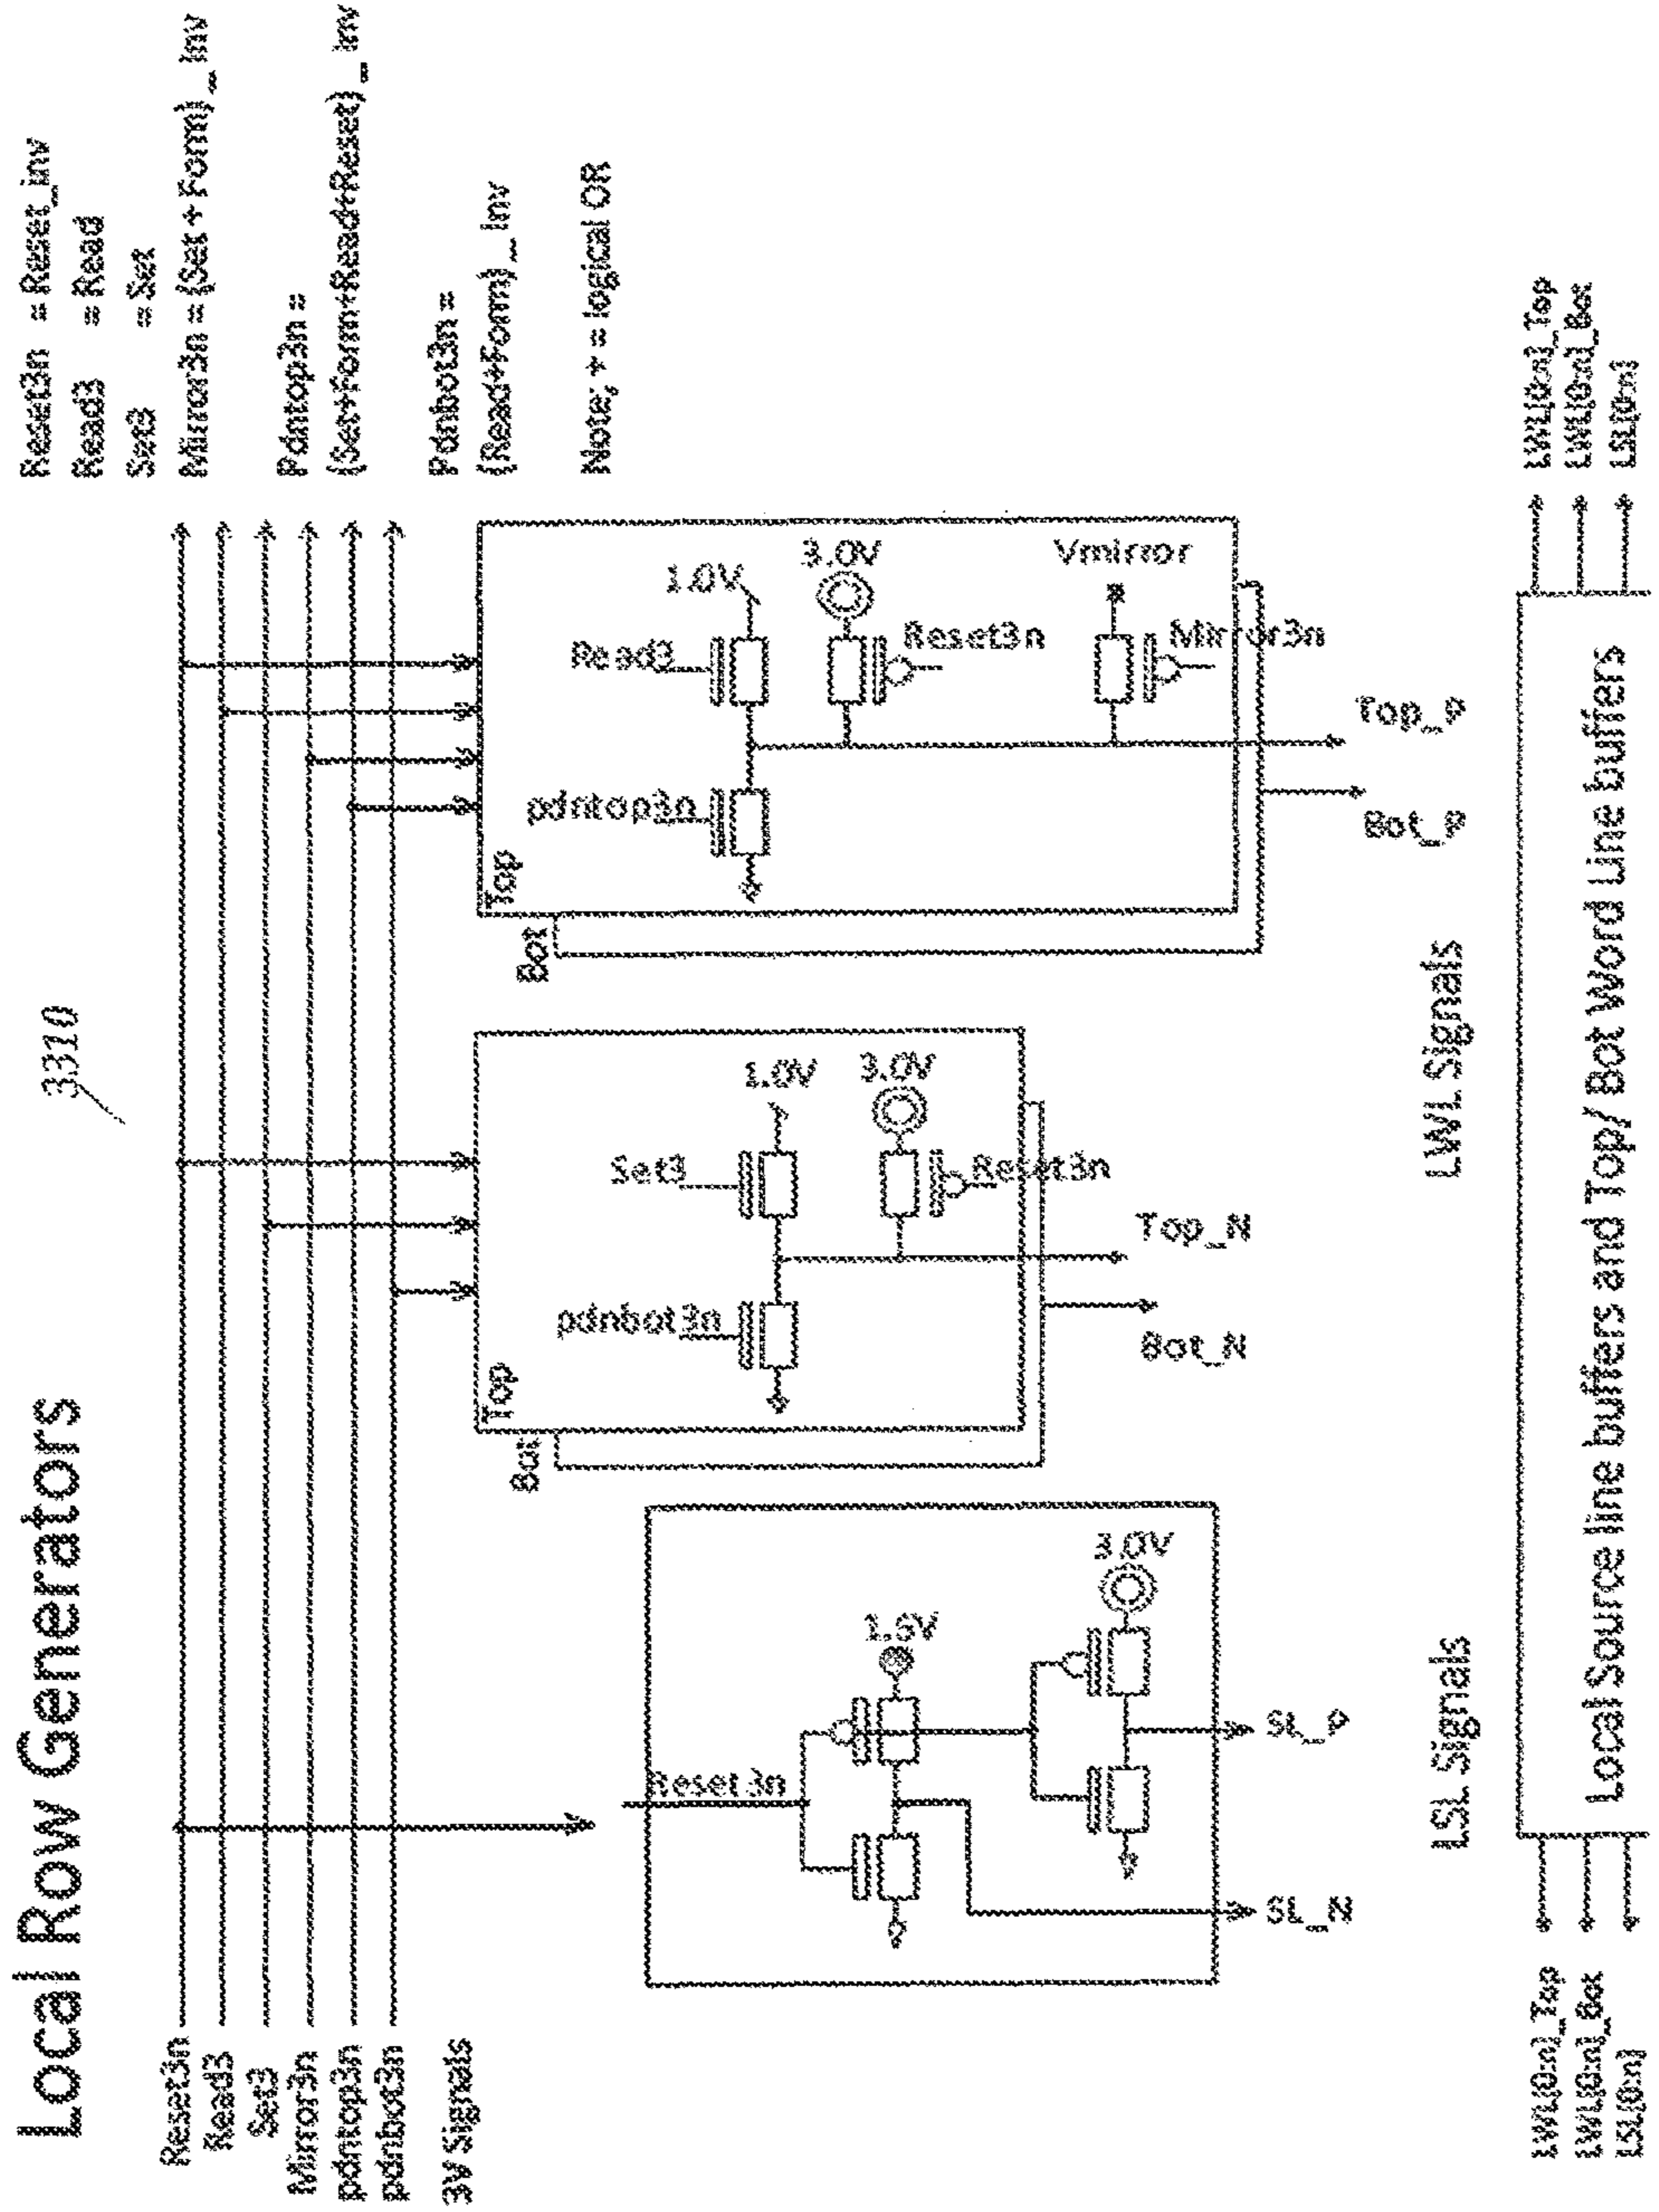 Local Row Generators
3310
Reset3n
Read3
Set3
Mirror3n
pdntop3n
pdnbot3n
3V Signals
Reset3n =Reset_inv
Read3 =Read
Set3 =Set
Mirror3n = (Set + Form)_Inv
Pdntop3n =
(Set+Form+Read+Reset)_Inv
Pdnbot3n =
(Read+Form)_Inv
Note; + = logical OR
Reset3n
3.0V
SL_N
SL_P
Top
Bot
Set3
1.0V
pdnbot3n
3.0V
Reset3n
Top_N
Bot_N
Top
Bot
Read3
1.0V
pdntop3n
3.0V
Reset3n
Vmirror
Mirror3n
Top_P
Bot_P
LSL Signals
LWL Signals
LWL[0:n]_Top
LWL[0:n]_Bot
LSL[0:n]
Local Source line buffers and Top/ Bot Word Line buffers
LWL[0:n]_Top
LWL[0:n]_Bot
LSL[0:n]